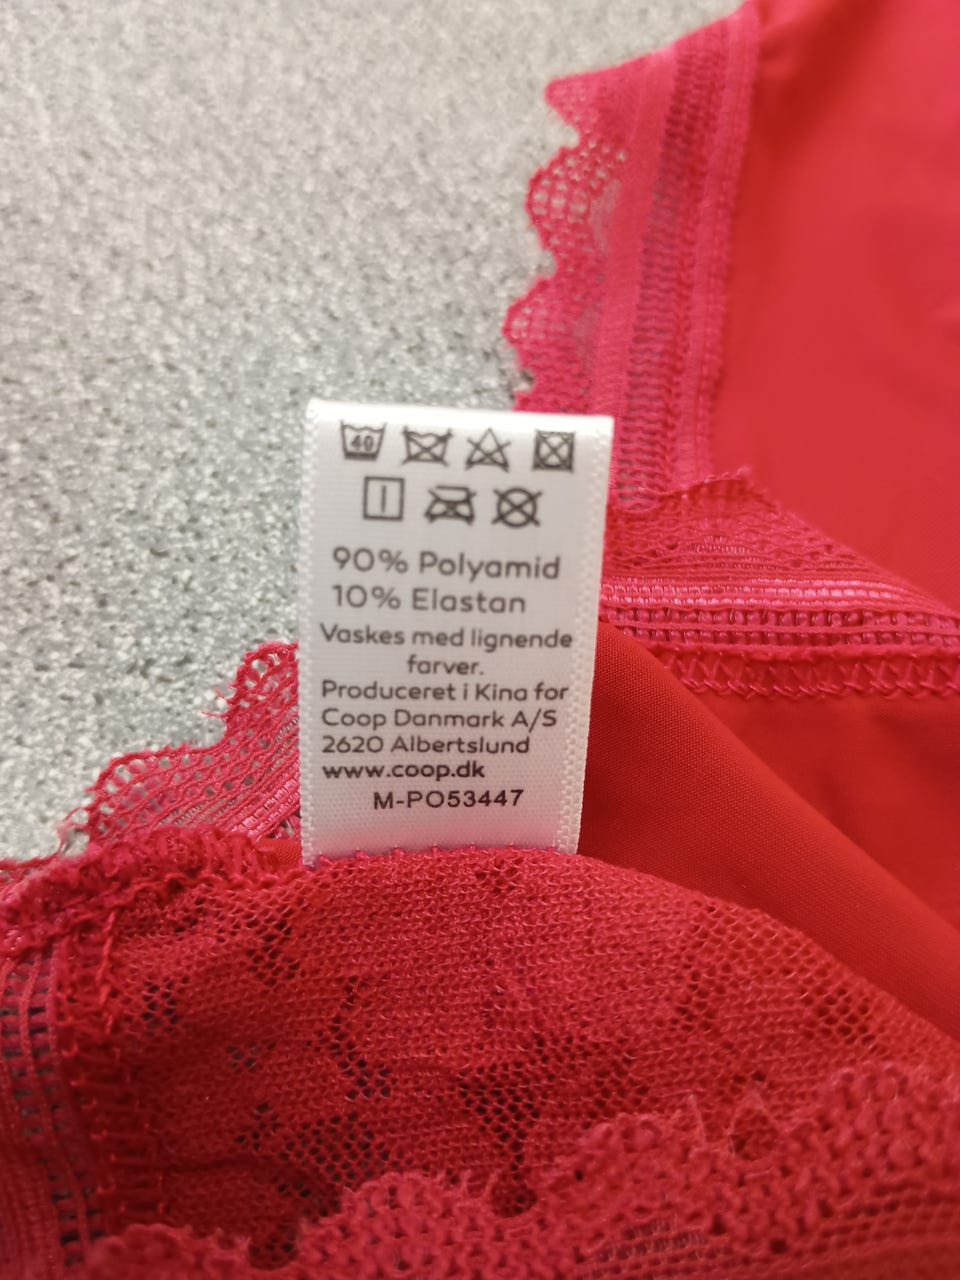 40
90% Polyamid
10% Elastan
Vaskes med lignende
farver.
Produceret i Kina for
Coop Danmark A/S
2620 Albertslund
www.coop.dk
M-PO53447